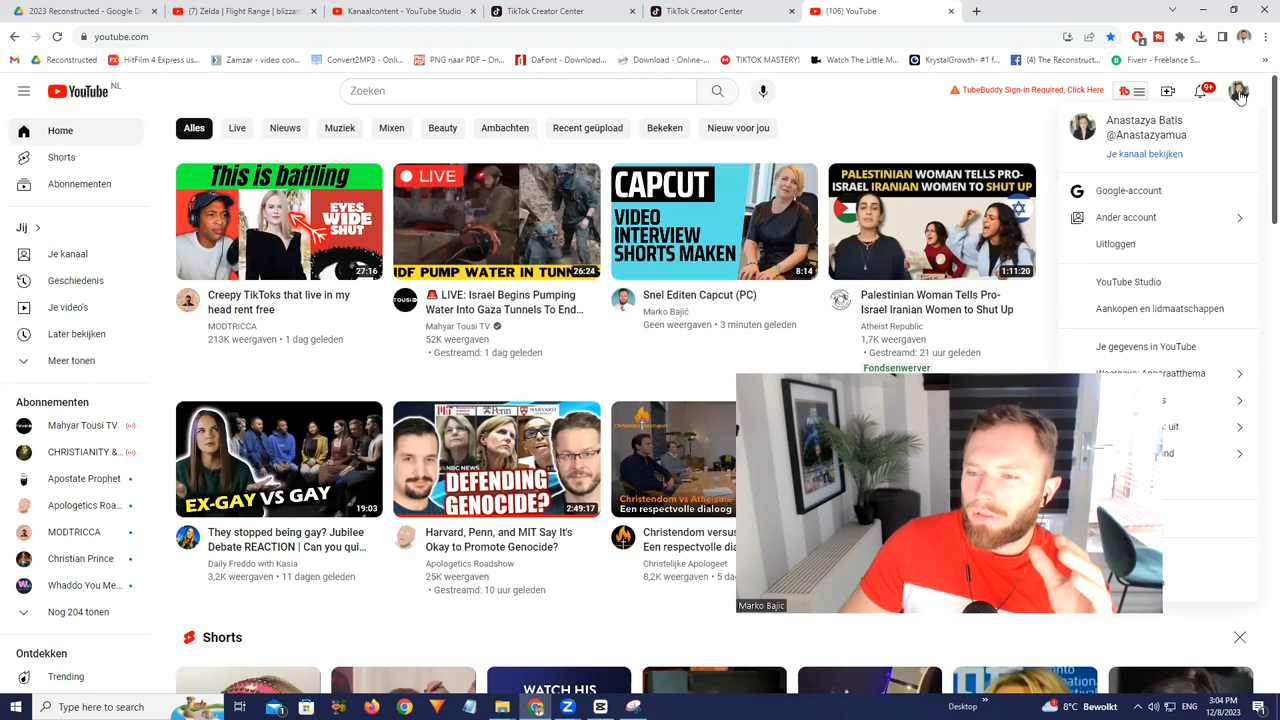 2023 Reconstructed - Google D
(7) Zelda | Flight Range | blizzar
Kanaalcontent - YouTube Studio
TikTok Creator Center
TikTok Creator Center
(106) YouTube
youtube.com
Reconstructed
HitFilm 4 Express us...
Zamzar - video con...
Convert2MP3 - Onli...
PNG naar PDF – On...
DaFont - Download...
Download - Online-...
TIKTOK MASTERY!
Watch The Little M...
KrystalGrowth- #1 f...
(4) The Reconstruct...
Fiverr - Freelance S...
YouTube NL
Zoeken
TubeBuddy Sign-in Required, Click Here
9+
Home
Shorts
Abonnementen
Jij
Je kanaal
Geschiedenis
Je video's
Later bekijken
Meer tonen
Abonnementen
Mahyar Tousi TV
CHRISTIANITY &...
Apostate Prophet
Apologetics Roa...
MODTRICCA
Christian Prince
Whaddo You Me...
Nog 204 tonen
Ontdekken
Trending
Alles
Live
Nieuws
Muziek
Mixen
Beauty
Ambachten
Recent geüpload
Bekeken
Nieuw voor jou
This is baffling
EYES
WIDE
SHUT
27:16
Creepy TikToks that live in my
head rent free
MODTRICCA
213K weergaven • 1 dag geleden
LIVE
IDF PUMP WATER IN TUNN
26:24
TOUSI
LIVE: Israel Begins Pumping
Water Into Gaza Tunnels To End...
Mahyar Tousi TV
52K weergaven
• Gestreamd: 1 dag geleden
CAPCUT
VIDEO
INTERVIEW
SHORTS MAKEN
8:14
Snel Editen Capcut (PC)
Marko Bajić
Geen weergaven • 3 minuten geleden
PALESTINIAN WOMAN TELLS PRO-
ISRAEL IRANIAN WOMEN TO SHUT UP
1:11:20
Palestinian Woman Tells Pro-
Israel Iranian Women to Shut Up
Atheist Republic
1,7K weergaven
• Gestreamd: 21 uur geleden
Fondsenwerver
EX-GAY VS GAY
19:03
They stopped being gay? Jubilee
Debate REACTION | Can you qui...
Daily Freddo with Kasia
3,2K weergaven • 11 dagen geleden
Penn
HARVARD
NBC NEWS
DEFENDING
GENOCIDE?
2:49:17
Harvard, Penn, and MIT Say It's
Okay to Promote Genocide?
Apologetics Roadshow
25K weergaven
• Gestreamd: 10 uur geleden
Christendom vs Atheïsme
Een respectvolle dialoog
Christendom versus
Een respectvolle dia
Christelijke Apologeet
8,2K weergaven • 5 da
Anastazya Batis
@Anastazyamua
Je kanaal bekijken
Google-account
Ander account
Uitloggen
YouTube Studio
Aankopen en lidmaatschappen
Je gegevens in YouTube
Weergave: Apparaatthema
Marko Bajic
Shorts
WATCH HIS
Type here to search
Desktop
8°C Bewolkt
ENG
3:04 PM
12/8/2023